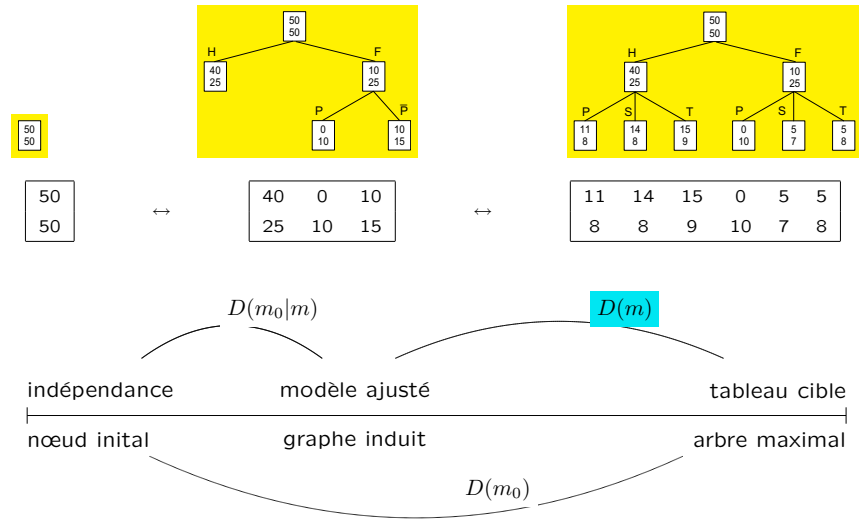 50
50
H F
40 10
25 25
P P̅
0 10
10 15
50
50
50
50
H F
40 10
25 25
P S T P S T
11 14 15 0 5 5
8 8 9 10 7 8
50
50
↔
40 0 10
25 10 15
↔
11 14 15 0 5 5
8 8 9 10 7 8
D(m₀|m)
D(m)
indépendance modèle ajusté tableau cible
nœud inital graphe induit arbre maximal
D(m₀)